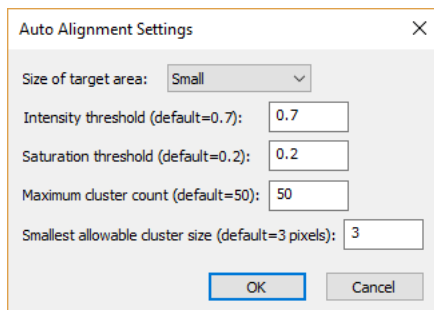 Auto Alignment Settings
Size of target area: Small
Intensity threshold (default=0.7): 0.7
Saturation threshold (default=0.2): 0.2
Maximum cluster count (default=50): 50
Smallest allowable cluster size (default=3 pixels): 3
OK Cancel